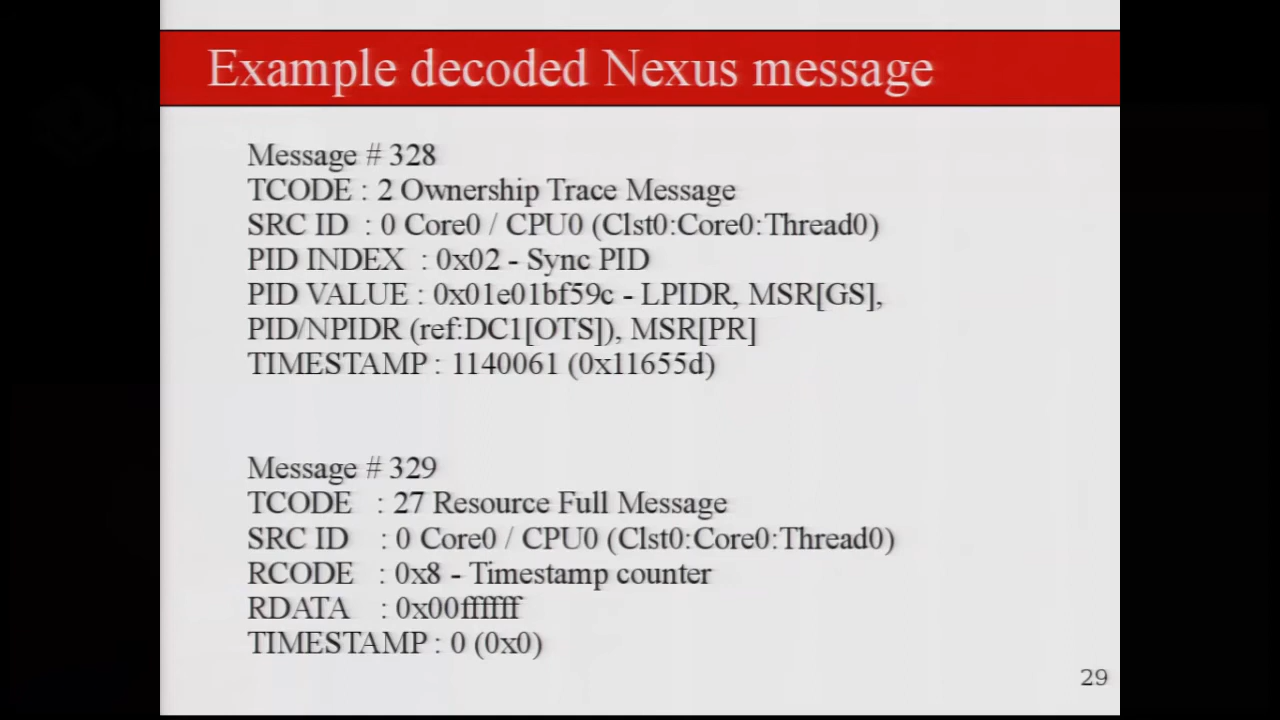 Example decoded Nexus message
Message # 328
TCODE : 2 Ownership Trace Message
SRC ID : 0 Core0 / CPU0 (Clst0:Core0:Thread0)
PID INDEX : 0x02 - Sync PID
PID VALUE : 0x01e01bf59c - LPIDR, MSR[GS],
PID/NPIDR (ref:DC1[OTS]), MSR[PR]
TIMESTAMP : 1140061 (0x11655d)
Message # 329
TCODE : 27 Resource Full Message
SRC ID : 0 Core0 / CPU0 (Clst0:Core0:Thread0)
RCODE : 0x8 - Timestamp counter
RDATA : 0x00ffffff
TIMESTAMP : 0 (0x0)
29